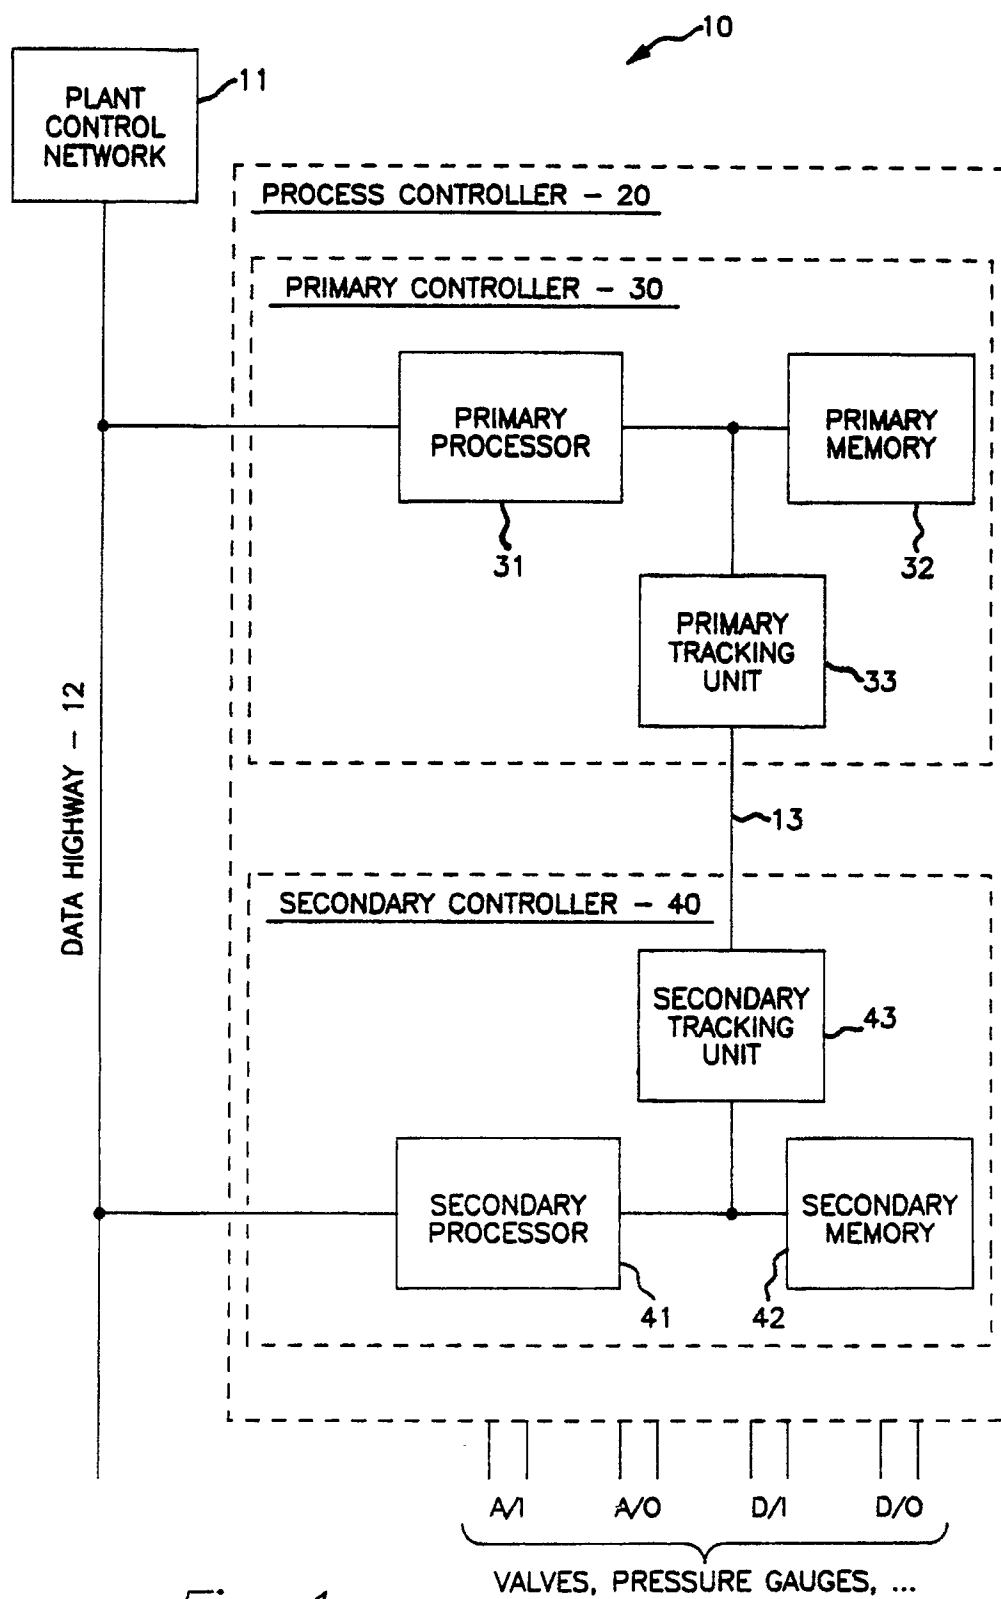 10
11
PLANT
CONTROL
NETWORK
PROCESS CONTROLLER - 20
PRIMARY CONTROLLER - 30
PRIMARY
PROCESSOR
PRIMARY
MEMORY
31
32
PRIMARY
TRACKING
UNIT
33
DATA HIGHWAY - 12
13
SECONDARY CONTROLLER - 40
SECONDARY
TRACKING
UNIT
43
SECONDARY
PROCESSOR
SECONDARY
MEMORY
41
42
A/I
A/O
D/I
D/O
VALVES, PRESSURE GAUGES, ...